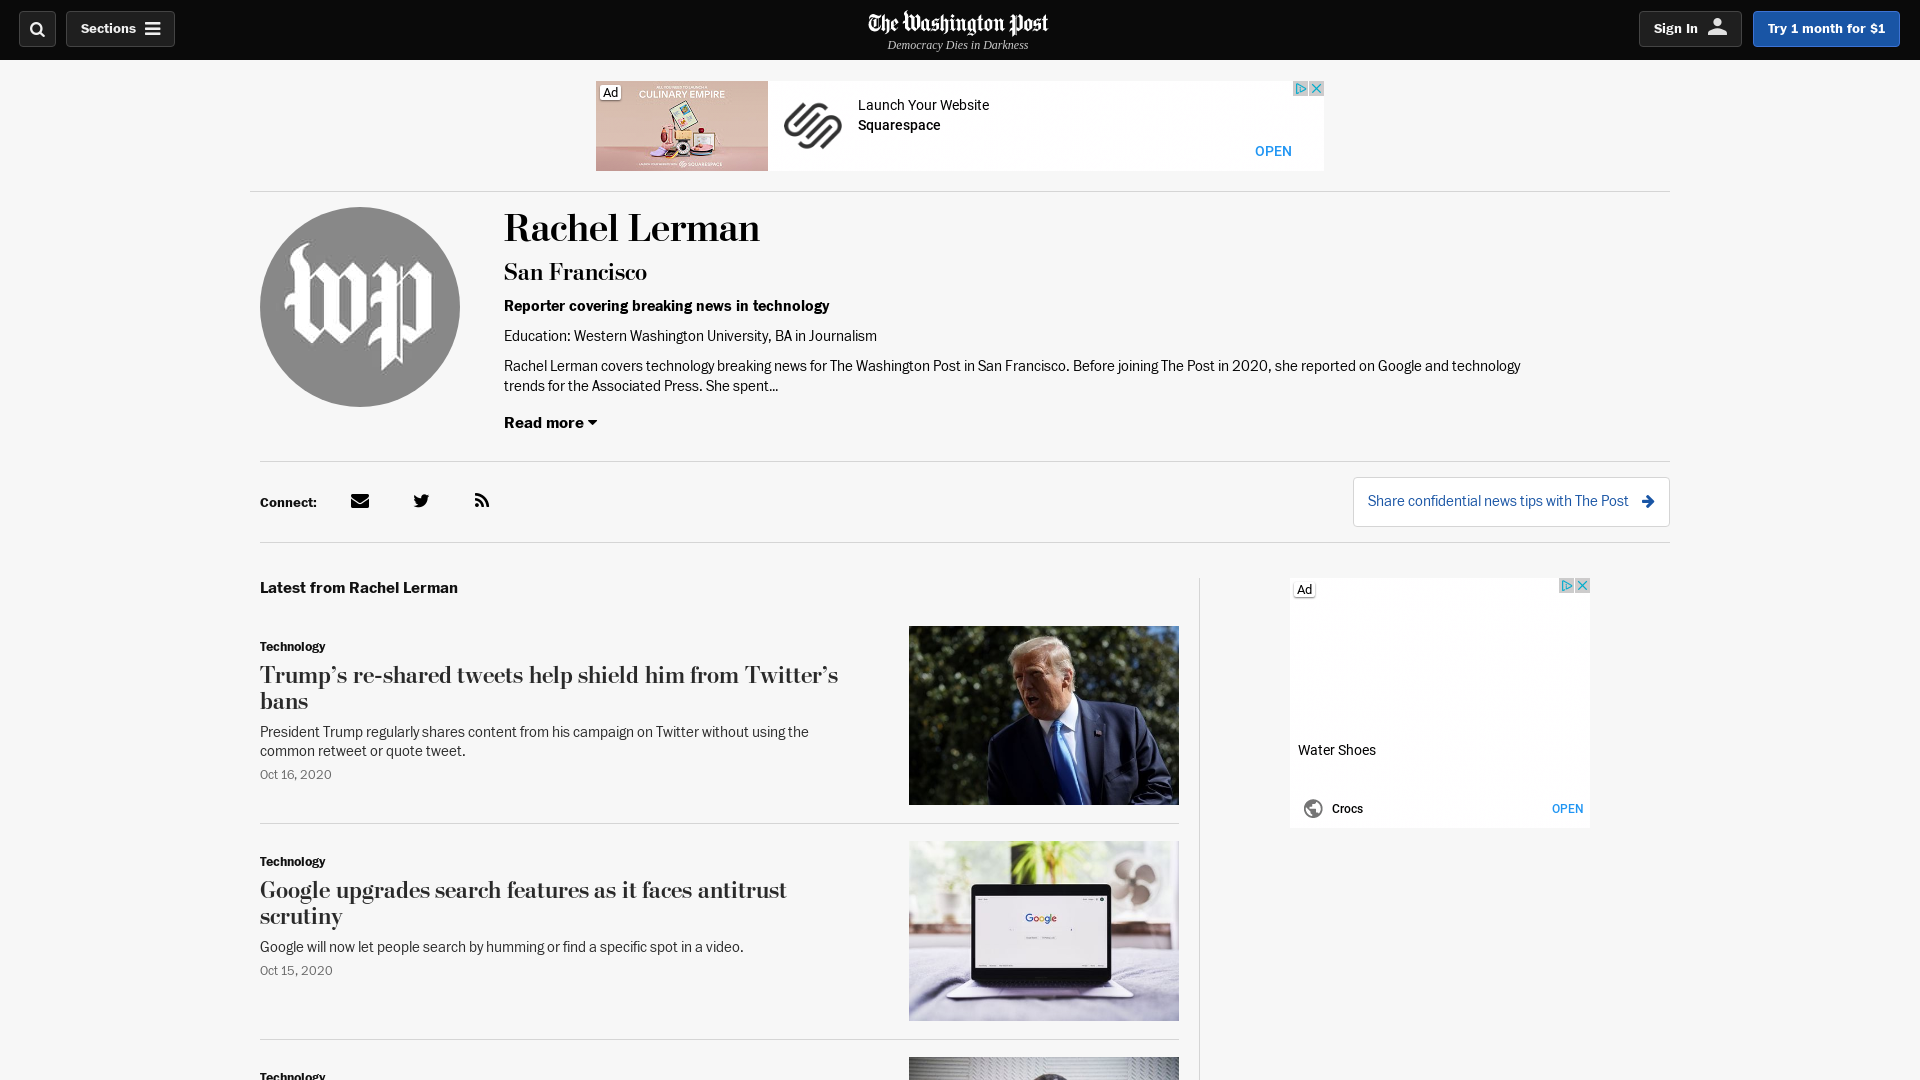 Sections
The Washington Post
Democracy Dies in Darkness
Sign In
Try 1 month for $1
Ad
CULINARY EMPIRE
SQUARESPACE
Launch Your Website
Squarespace
OPEN
wp
Rachel Lerman
San Francisco
Reporter covering breaking news in technology
Education: Western Washington University, BA in Journalism
Rachel Lerman covers technology breaking news for The Washington Post in San Francisco. Before joining The Post in 2020, she reported on Google and technology
trends for the Associated Press. She spent...
Read more
Connect:
Share confidential news tips with The Post
Latest from Rachel Lerman
Technology
Trump’s re-shared tweets help shield him from Twitter’s
bans
President Trump regularly shares content from his campaign on Twitter without using the
common retweet or quote tweet.
Oct 16, 2020
Ad
Water Shoes
Crocs
OPEN
Technology
Google upgrades search features as it faces antitrust
scrutiny
Google will now let people search by humming or find a specific spot in a video.
Oct 15, 2020
Google
Technology